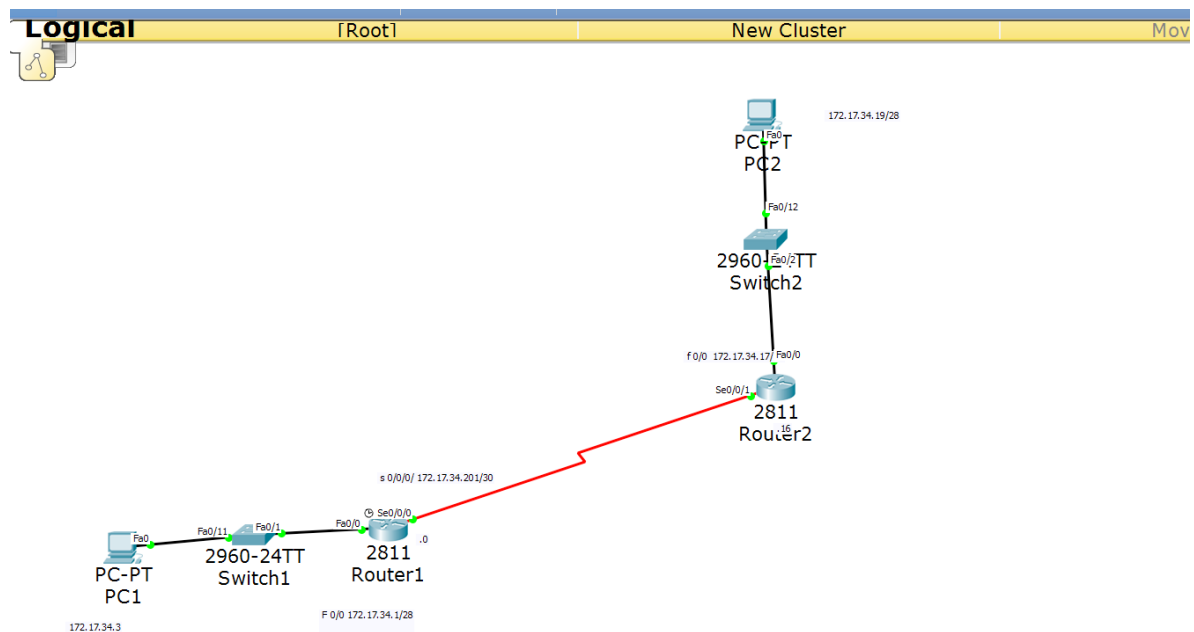 Logical
[Root]
New Cluster
Mov
172.17.34.19/28
Fa0
PC-PT
PC2
Fa0/12
Fa0/2
Switch2
f 0/0 172.17.34.17/
Fa0/0
Se0/0/1
2811
Router2
.16
s 0/0/0/ 172.17.34.201/30
Se0/0/0
Fa0/0
Fa0/1
Fa0/11
Fa0
.0
2811
Router1
2960-24TT
Switch1
PC-PT
PC1
F 0/0 172.17.34.1/28
172.17.34.3